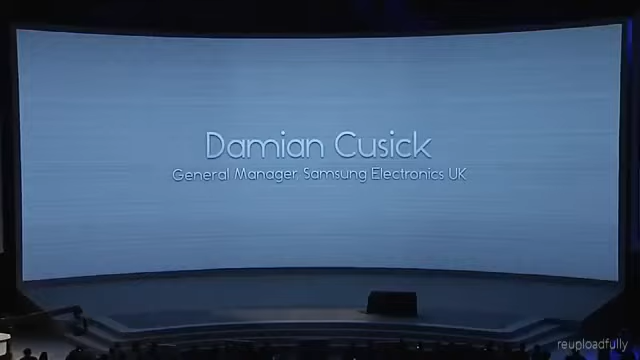 Damian Cusick
General Manager, Samsung Electronics UK
reuploadfully